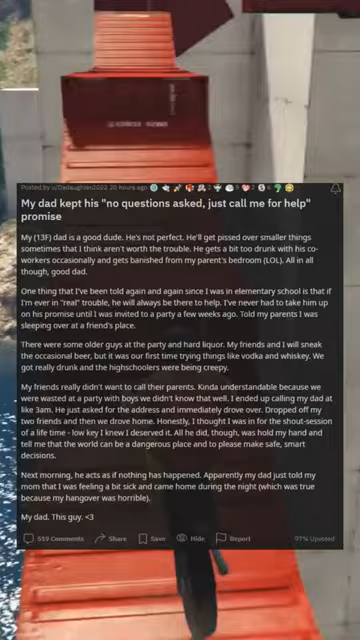 Posted by u/Dadaughter2022 20 hours ago
My dad kept his "no questions asked, just call me for help"
promise
My (13F) dad is a good dude. He's not perfect. He'll get pissed over smaller things
sometimes that I think aren't worth the trouble. He gets a bit too drunk with his co-
workers occasionally and gets banished from my parent's bedroom (LOL). All in all
though, good dad.
One thing that I've been told again and again since I was in elementary school is that if
I'm ever in "real" trouble, he will always be there to help. I've never had to take him up
on his promise until I was invited to a party a few weeks ago. Told my parents I was
sleeping over at a friend's place.
There were some older guys at the party and hard liquor. My friends and I will sneak
the occasional beer, but it was our first time trying things like vodka and whiskey. We
got really drunk and the highschoolers were being creepy.
My friends really didn't want to call their parents. Kinda understandable because we
were wasted at a party with boys we didn't know that well. I ended up calling my dad at
like 3am. He just asked for the address and immediately drove over. Dropped off my
two friends and then we drove home. Honestly, I thought I was in for the shout-session
of a life time - low key I knew I deserved it. All he did, though, was hold my hand and
tell me that the world can be a dangerous place and to please make safe, smart
decisions.
Next morning, he acts as if nothing has happened. Apparently my dad just told my
mom that I was feeling a bit sick and came home during the night (which was true
because my hangover was horrible).
My dad. This guy. <3
559 Comments Share Save Hide Report 97% Upvoted